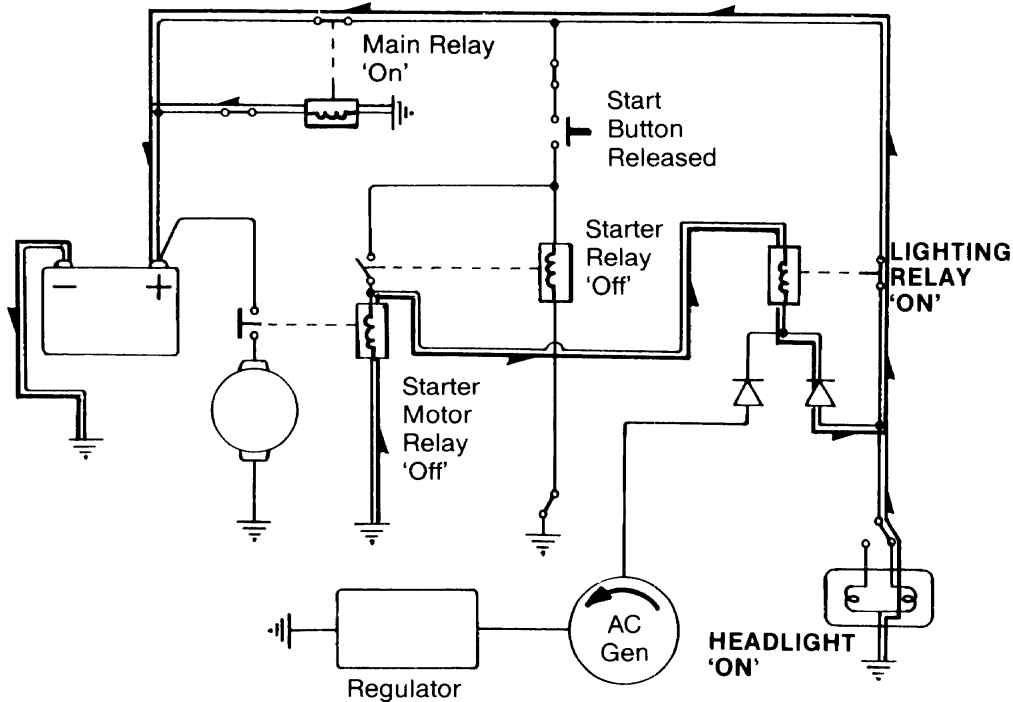 Main Relay
‘On’
Start
Button
Released
Starter
Relay
‘Off’
LIGHTING
RELAY
‘ON’
−
+
Starter
Motor
Relay
‘Off’
AC
Gen
HEADLIGHT
‘ON’
Regulator